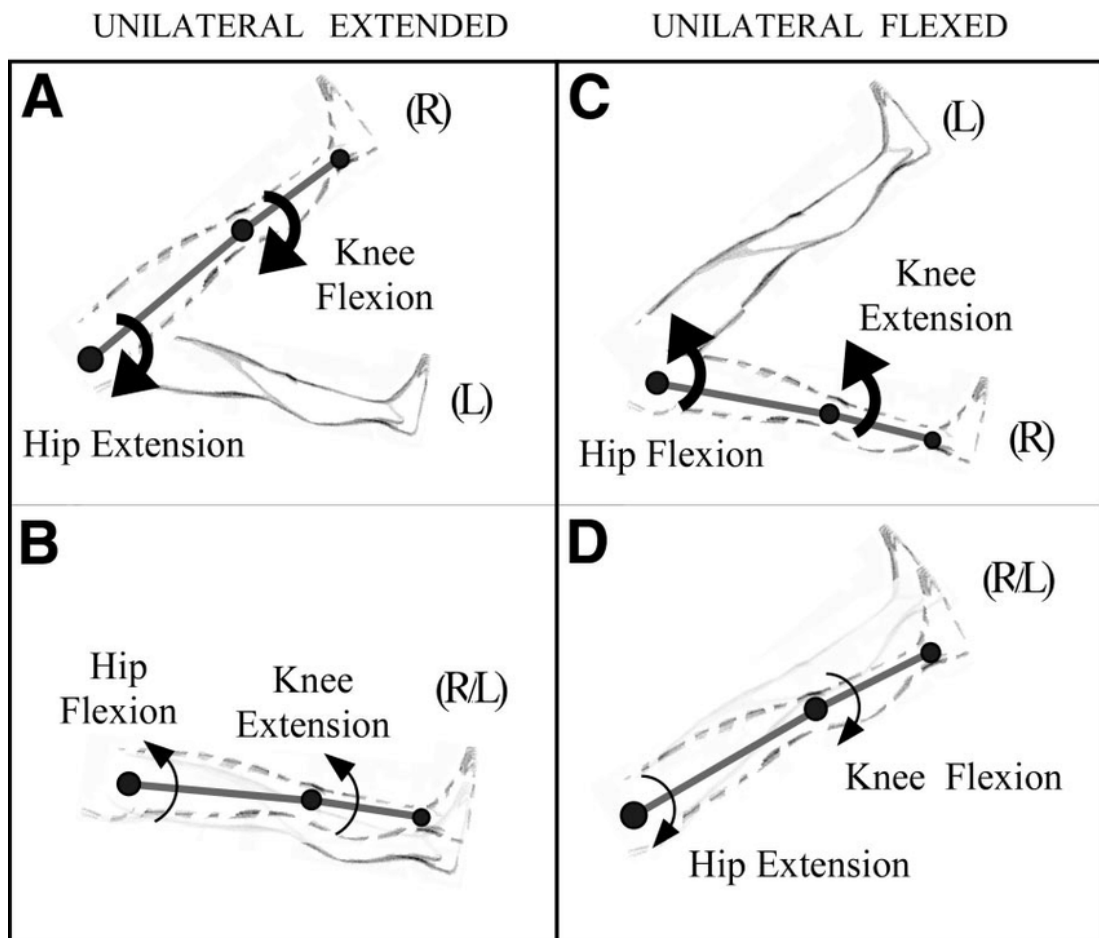 UNILATERAL EXTENDED
UNILATERAL FLEXED
A
(R)
Knee
Flexion
Hip Extension
(L)
C
(L)
Knee
Extension
Hip Flexion
(R)
B
Hip
Flexion
Knee
Extension
(R/L)
D
(R/L)
Knee Flexion
Hip Extension